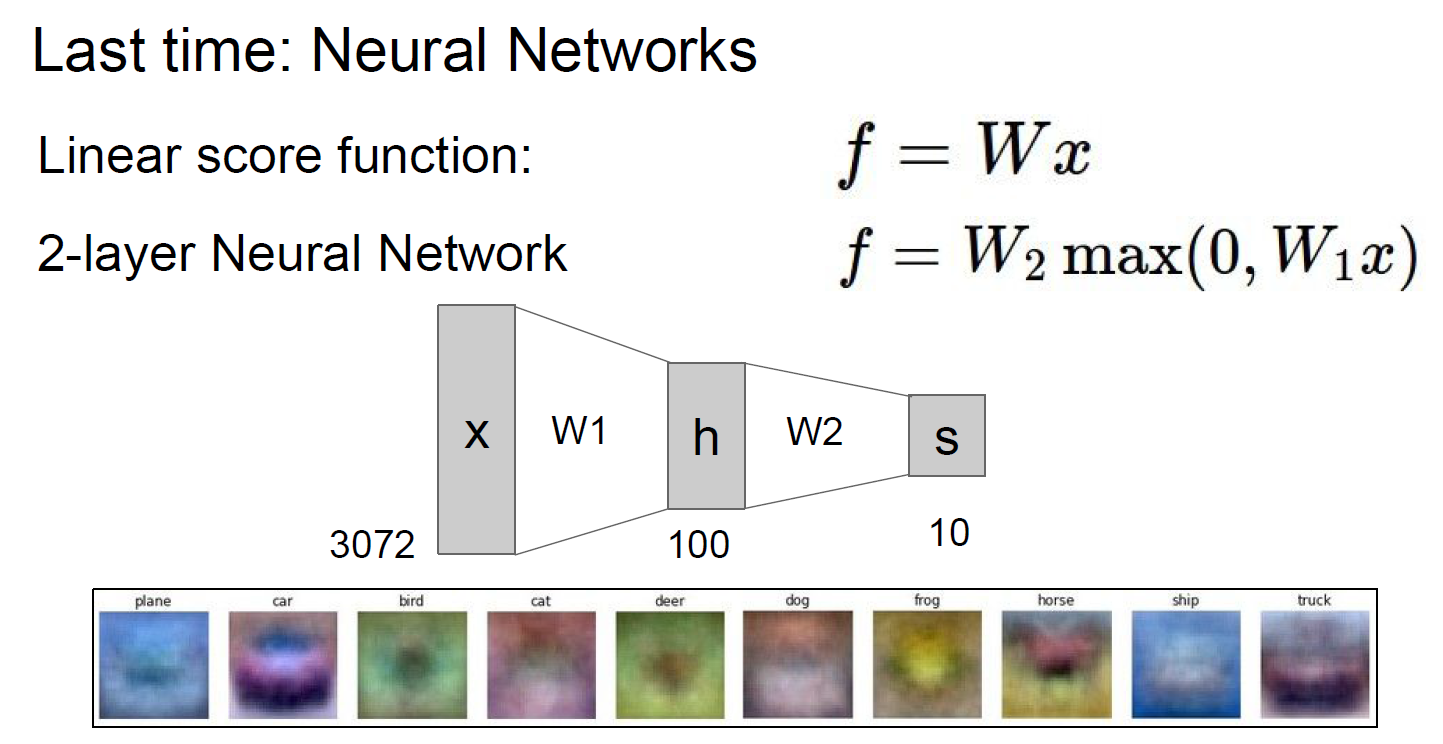 Last time: Neural Networks
Linear score function: f = Wx
2-layer Neural Network f = W₂ max(0, W₁x)
x W1 h W2 s
3072 100 10
plane car bird cat deer dog frog horse ship truck